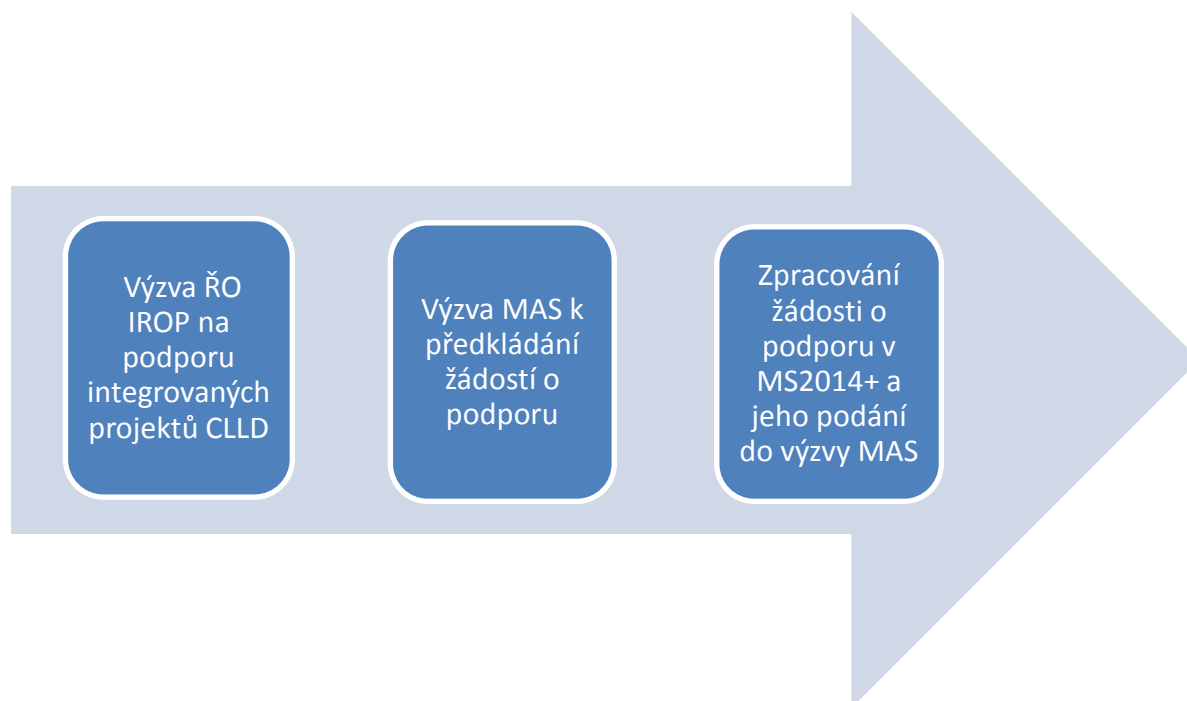 Výzva ŘO
IROP na
podporu
integrovaných
projektů CLLD
Výzva MAS k
předkládání
žádostí o
podporu
Zpracování
žádosti o
podporu v
MS2014+ a
jeho podání
do výzvy MAS